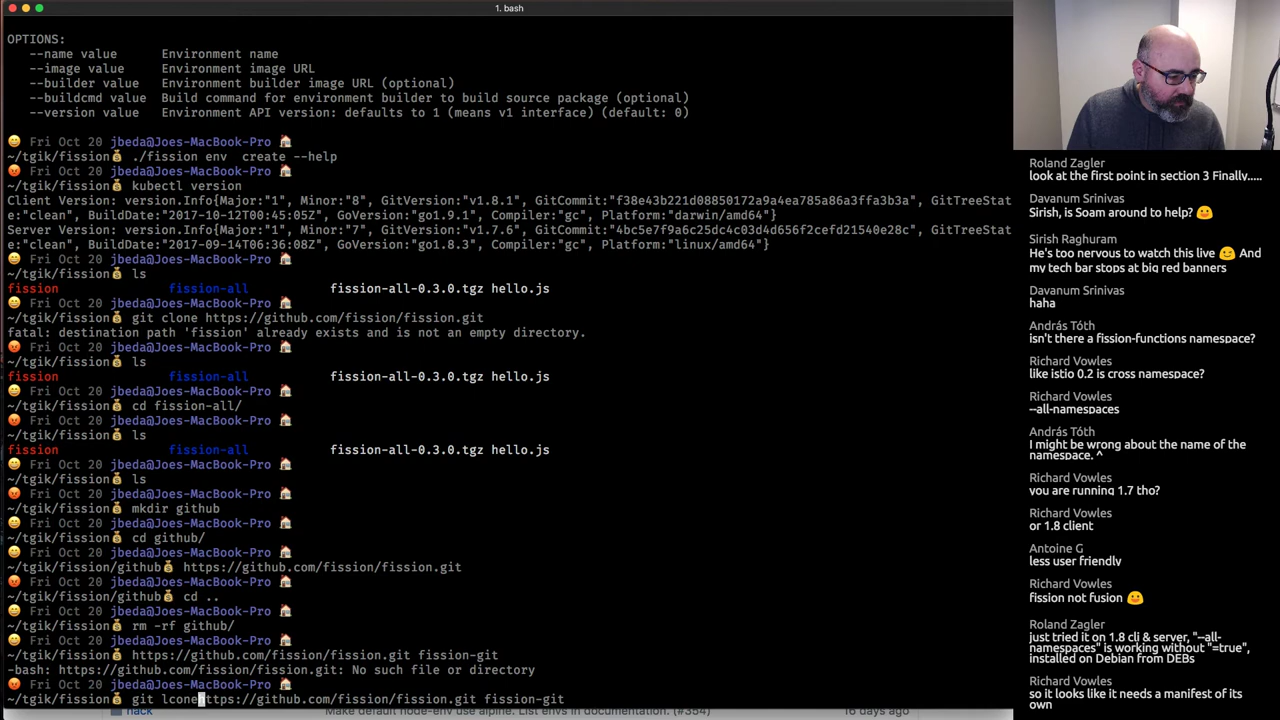 1. bash
OPTIONS:
--name value Environment name
--image value Environment image URL
--builder value Environment builder image URL (optional)
--buildcmd value Build command for environment builder to build source package (optional)
--version value Environment API version: defaults to 1 (means v1 interface) (default: 0)
Fri Oct 20 jbeda@Joes-MacBook-Pro
~/tgik/fission ./fission env  create --help
Fri Oct 20 jbeda@Joes-MacBook-Pro
~/tgik/fission kubectl version
Client Version: version.Info{Major:"1", Minor:"8", GitVersion:"v1.8.1", GitCommit:"f38e43b221d08850172a9a4ea785a86a3ffa3b3a", GitTreeStat
e:"clean", BuildDate:"2017-10-12T00:45:05Z", GoVersion:"go1.9.1", Compiler:"gc", Platform:"darwin/amd64"}
Server Version: version.Info{Major:"1", Minor:"7", GitVersion:"v1.7.6", GitCommit:"4bc5e7f9a6c25dc4c03d4d656f2cefd21540e28c", GitTreeStat
e:"clean", BuildDate:"2017-09-14T06:36:08Z", GoVersion:"go1.8.3", Compiler:"gc", Platform:"linux/amd64"}
Fri Oct 20 jbeda@Joes-MacBook-Pro
~/tgik/fission ls
fission fission-all fission-all-0.3.0.tgz hello.js
Fri Oct 20 jbeda@Joes-MacBook-Pro
~/tgik/fission git clone https://github.com/fission/fission.git
fatal: destination path 'fission' already exists and is not an empty directory.
Fri Oct 20 jbeda@Joes-MacBook-Pro
~/tgik/fission ls
fission fission-all fission-all-0.3.0.tgz hello.js
Fri Oct 20 jbeda@Joes-MacBook-Pro
~/tgik/fission cd fission-all/
Fri Oct 20 jbeda@Joes-MacBook-Pro
~/tgik/fission ls
fission fission-all fission-all-0.3.0.tgz hello.js
Fri Oct 20 jbeda@Joes-MacBook-Pro
~/tgik/fission ls
Fri Oct 20 jbeda@Joes-MacBook-Pro
~/tgik/fission mkdir github
Fri Oct 20 jbeda@Joes-MacBook-Pro
~/tgik/fission cd github/
Fri Oct 20 jbeda@Joes-MacBook-Pro
~/tgik/fission/github https://github.com/fission/fission.git
Fri Oct 20 jbeda@Joes-MacBook-Pro
~/tgik/fission/github cd ..
Fri Oct 20 jbeda@Joes-MacBook-Pro
~/tgik/fission rm -rf github/
Fri Oct 20 jbeda@Joes-MacBook-Pro
~/tgik/fission https://github.com/fission/fission.git fission-git
-bash: https://github.com/fission/fission.git: No such file or directory
Fri Oct 20 jbeda@Joes-MacBook-Pro
~/tgik/fission git lcone https://github.com/fission/fission.git fission-git
hack Make default node-env use alpine. List envs in documentation. (#354) 16 days ago
Roland Zagler
look at the first point in section 3 Finally.....
Davanum Srinivas
Sirish, is Soam around to help?
Sirish Raghuram
He's too nervous to watch this live And
my tech bar stops at big red banners
Davanum Srinivas
haha
András Tóth
isn't there a fission-functions namespace?
Richard Vowles
like istio 0.2 is cross namespace?
Richard Vowles
--all-namespaces
András Tóth
I might be wrong about the name of the
namespace. ^
Richard Vowles
you are running 1.7 tho?
Richard Vowles
or 1.8 client
Antoine G
less user friendly
Richard Vowles
fission not fusion
Roland Zagler
just tried it on 1.8 cli & server, "--all-
namespaces" is working without "=true",
installed on Debian from DEBs
Richard Vowles
so it looks like it needs a manifest of its
own